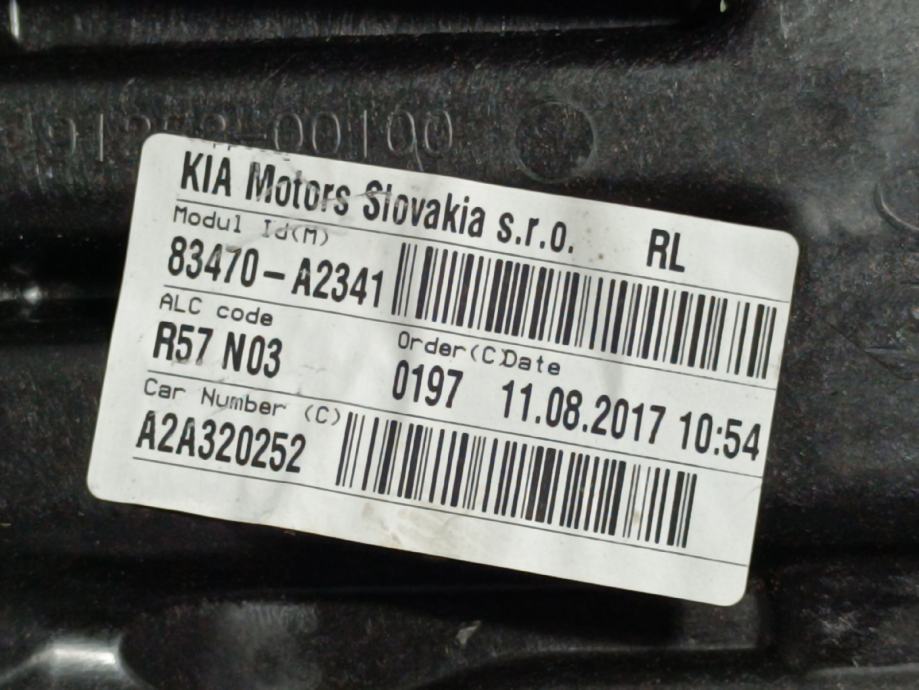 KIA Motors Slovakia s.r.o. RL
Modul Id(M)
83470-A2341
ALC code
R57 N03
Order(C)Date
0197 11.08.2017 10:54
Car Number (C)
A2A320252